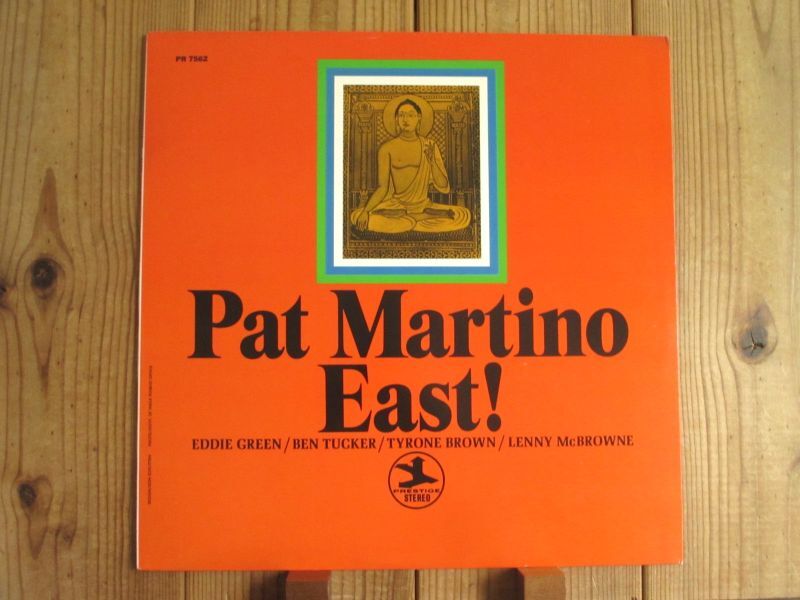 PR 7562
Pat Martino
East!
EDDIE GREEN/BEN TUCKER/TYRONE BROWN/LENNY McBROWNE
PRESTIGE
STEREO